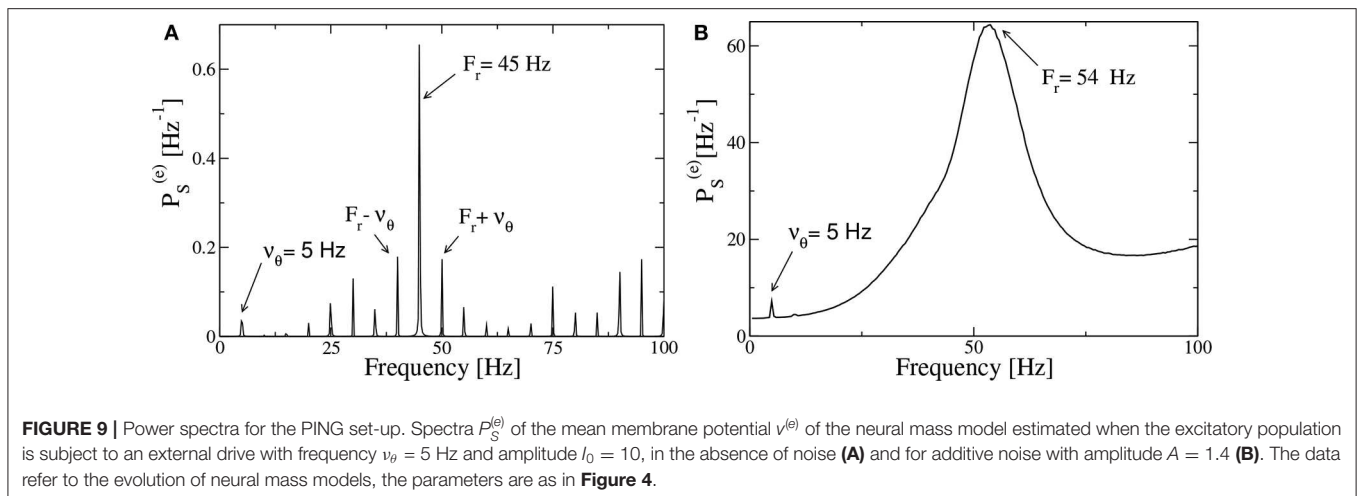 A
F_r = 45 Hz
F_r - ν_θ
F_r + ν_θ
ν_θ = 5 Hz
P_S^(e) [Hz^-1]
0
0.2
0.4
0.6
0 25 50 75 100
Frequency [Hz]
B
F_r = 54 Hz
ν_θ = 5 Hz
P_S^(e) [Hz^-1]
0
20
40
60
0 50 100
Frequency [Hz]
FIGURE 9 | Power spectra for the PING set-up. Spectra P_S^(e) of the mean membrane potential v^(e) of the neural mass model estimated when the excitatory population
is subject to an external drive with frequency ν_θ = 5 Hz and amplitude I_0 = 10, in the absence of noise (A) and for additive noise with amplitude A = 1.4 (B). The data
refer to the evolution of neural mass models, the parameters are as in Figure 4.